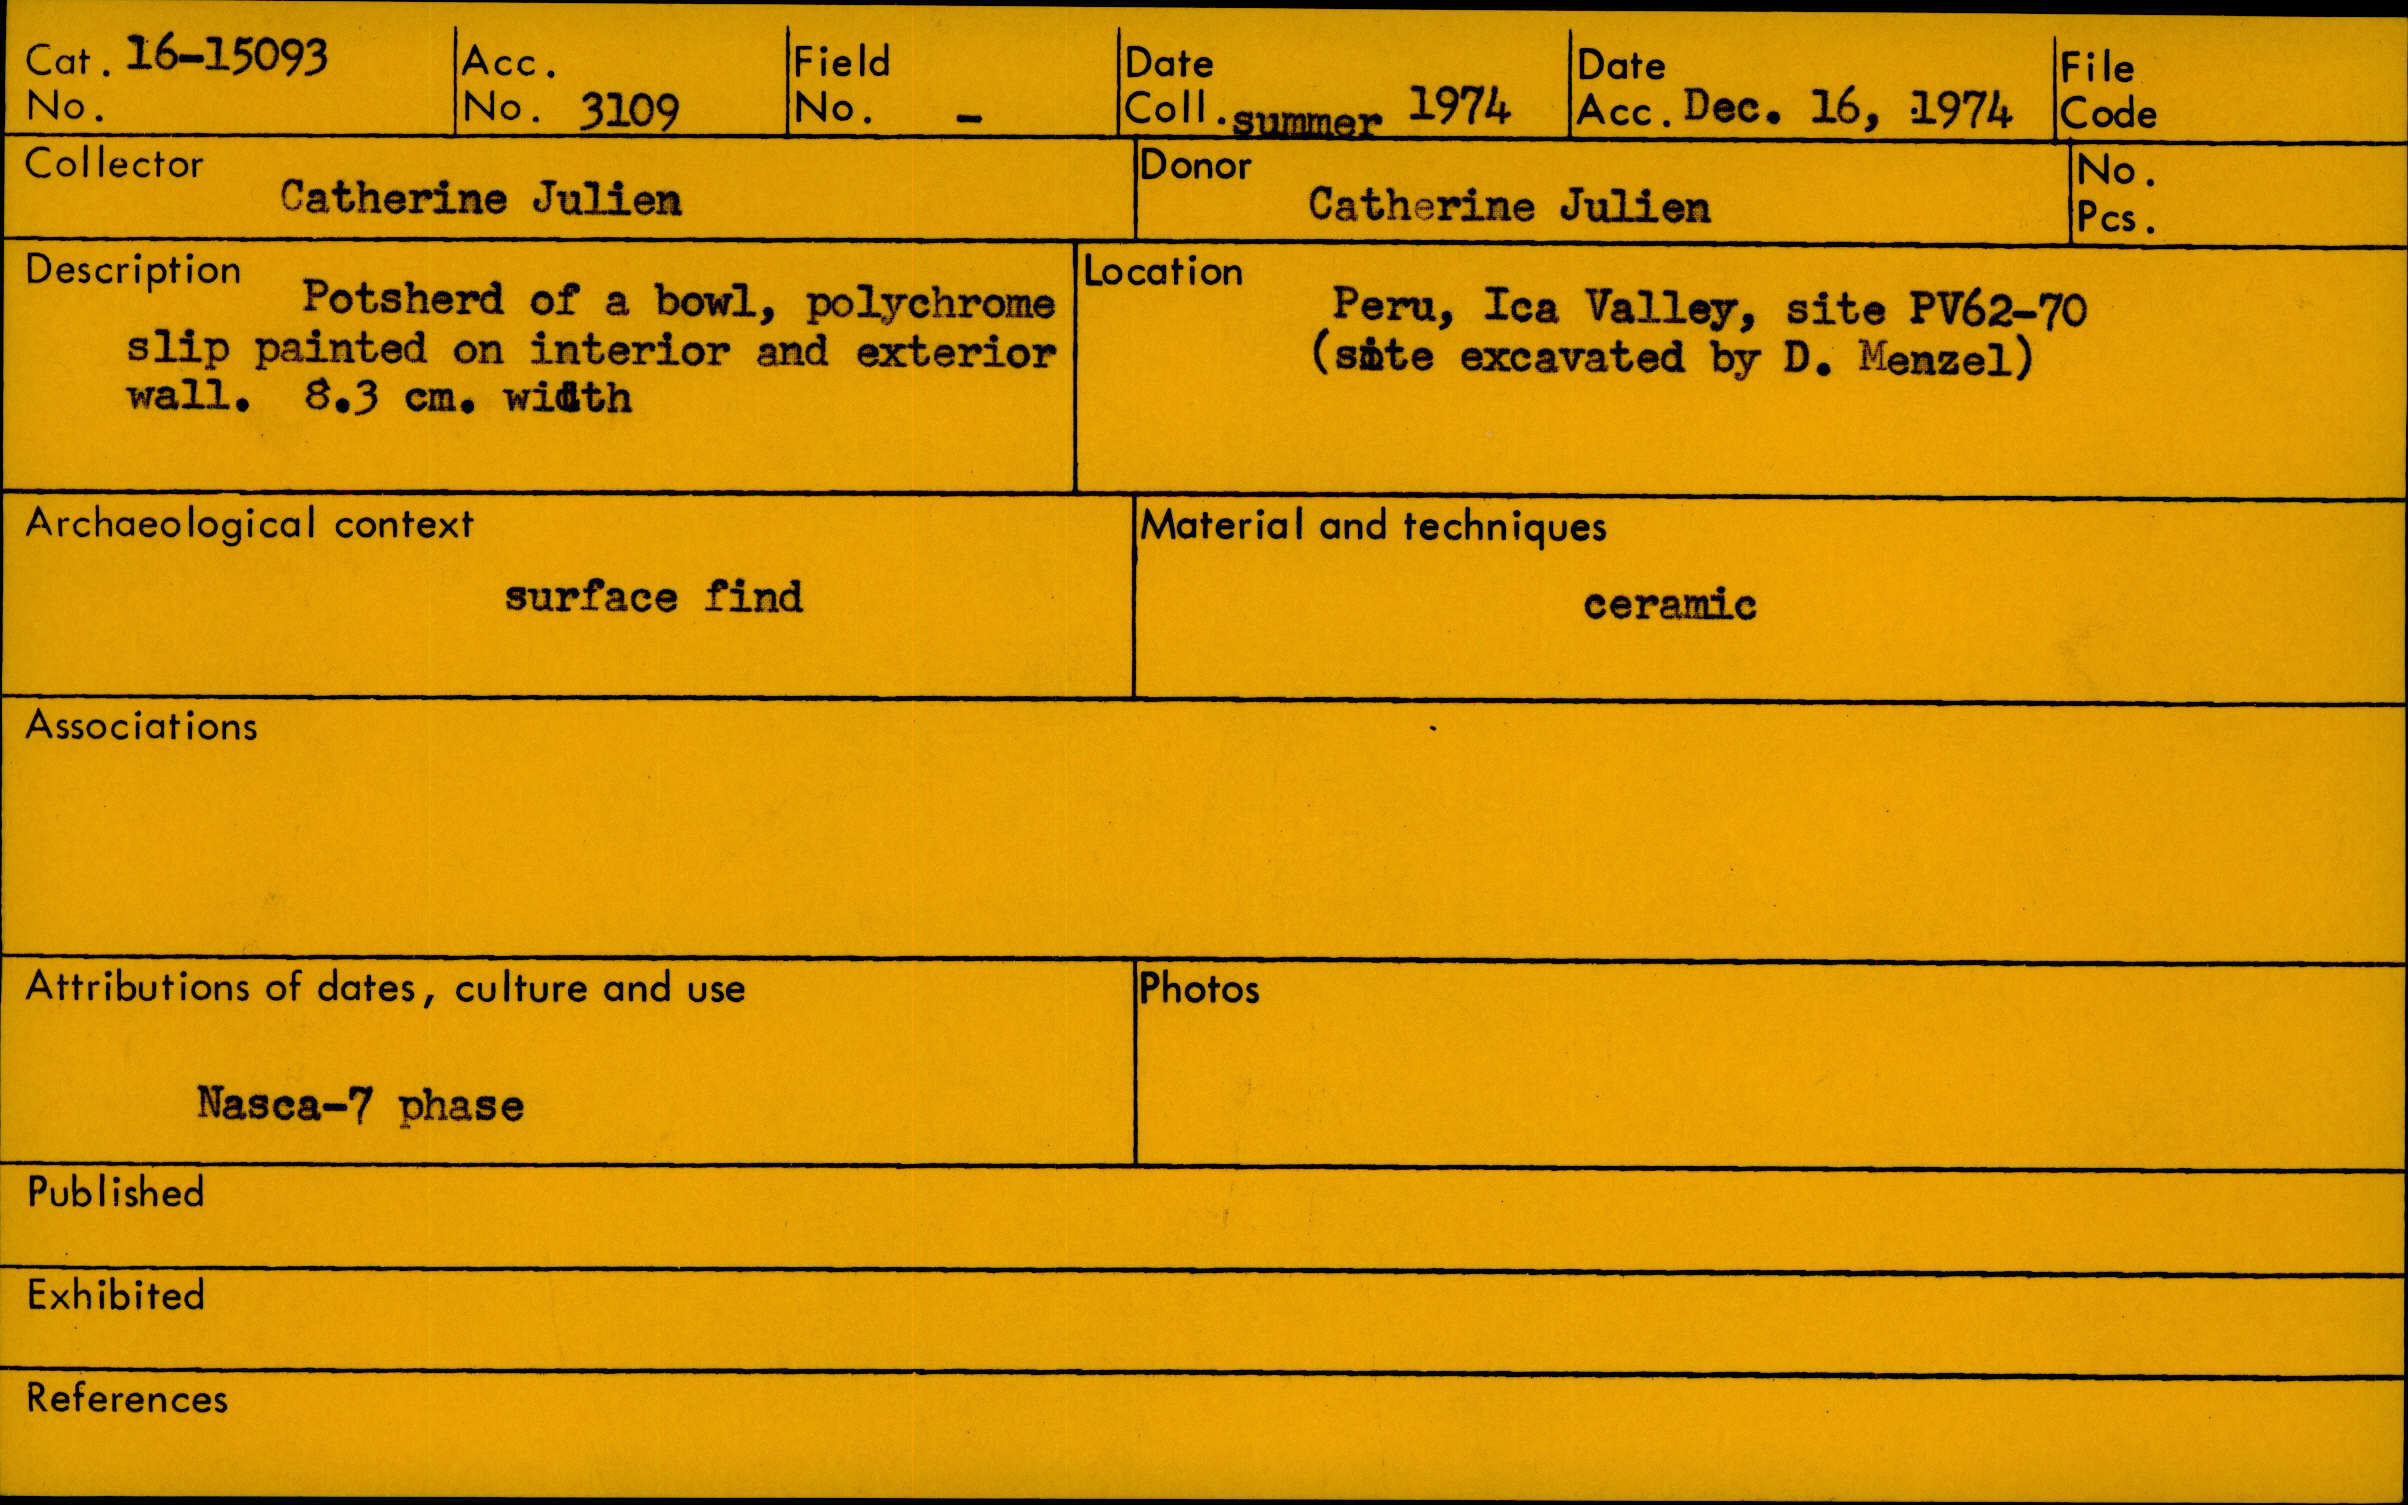 Cat. No. 16-15093
Acc. No. 3109
Field No. -
Date Coll. summer 1974
Date Acc. Dec. 16, 1974
File Code
Collector
Catherine Julien
Donor
Catherine Julien
No. Pcs.
Description
Potsherd of a bowl, polychrome
slip painted on interior and exterior
wall. 8.3 cm. width
Location
Peru, Ica Valley, site PV62-70
(site excavated by D. Menzel)
Archaeological context
surface find
Material and techniques
ceramic
Associations
Attributions of dates, culture and use
Nasca-7 phase
Photos
Published
Exhibited
References